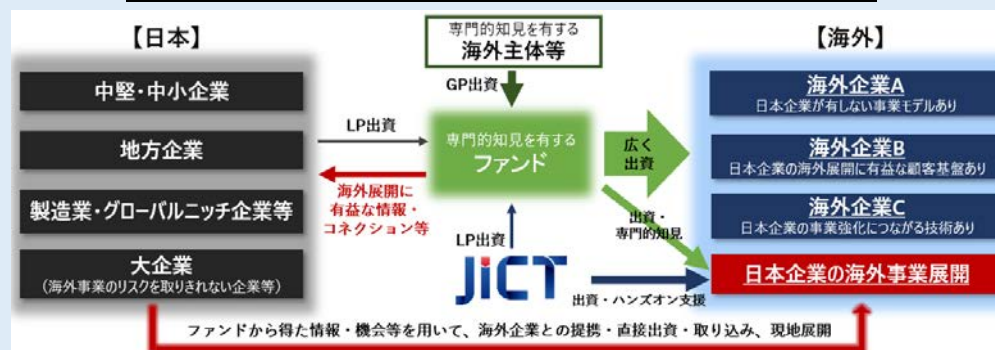 【日本】
中堅・中小企業
地方企業
製造業・グローバルニッチ企業等
大企業
（海外事業のリスクを取りきれない企業等）
専門的知見を有する
海外主体等
GP出資
LP出資
専門的知見を有する
ファンド
海外展開に
有益な情報・
コネクション等
LP出資
JICT
広く
出資
出資・
専門的知見
出資・ハンズオン支援
【海外】
海外企業A
日本企業が有しない事業モデルあり
海外企業B
日本企業の海外展開に有益な顧客基盤あり
海外企業C
日本企業の事業強化につながる技術あり
日本企業の海外事業展開
ファンドから得た情報・機会等を用いて、海外企業との提携・直接出資・取り込み、現地展開